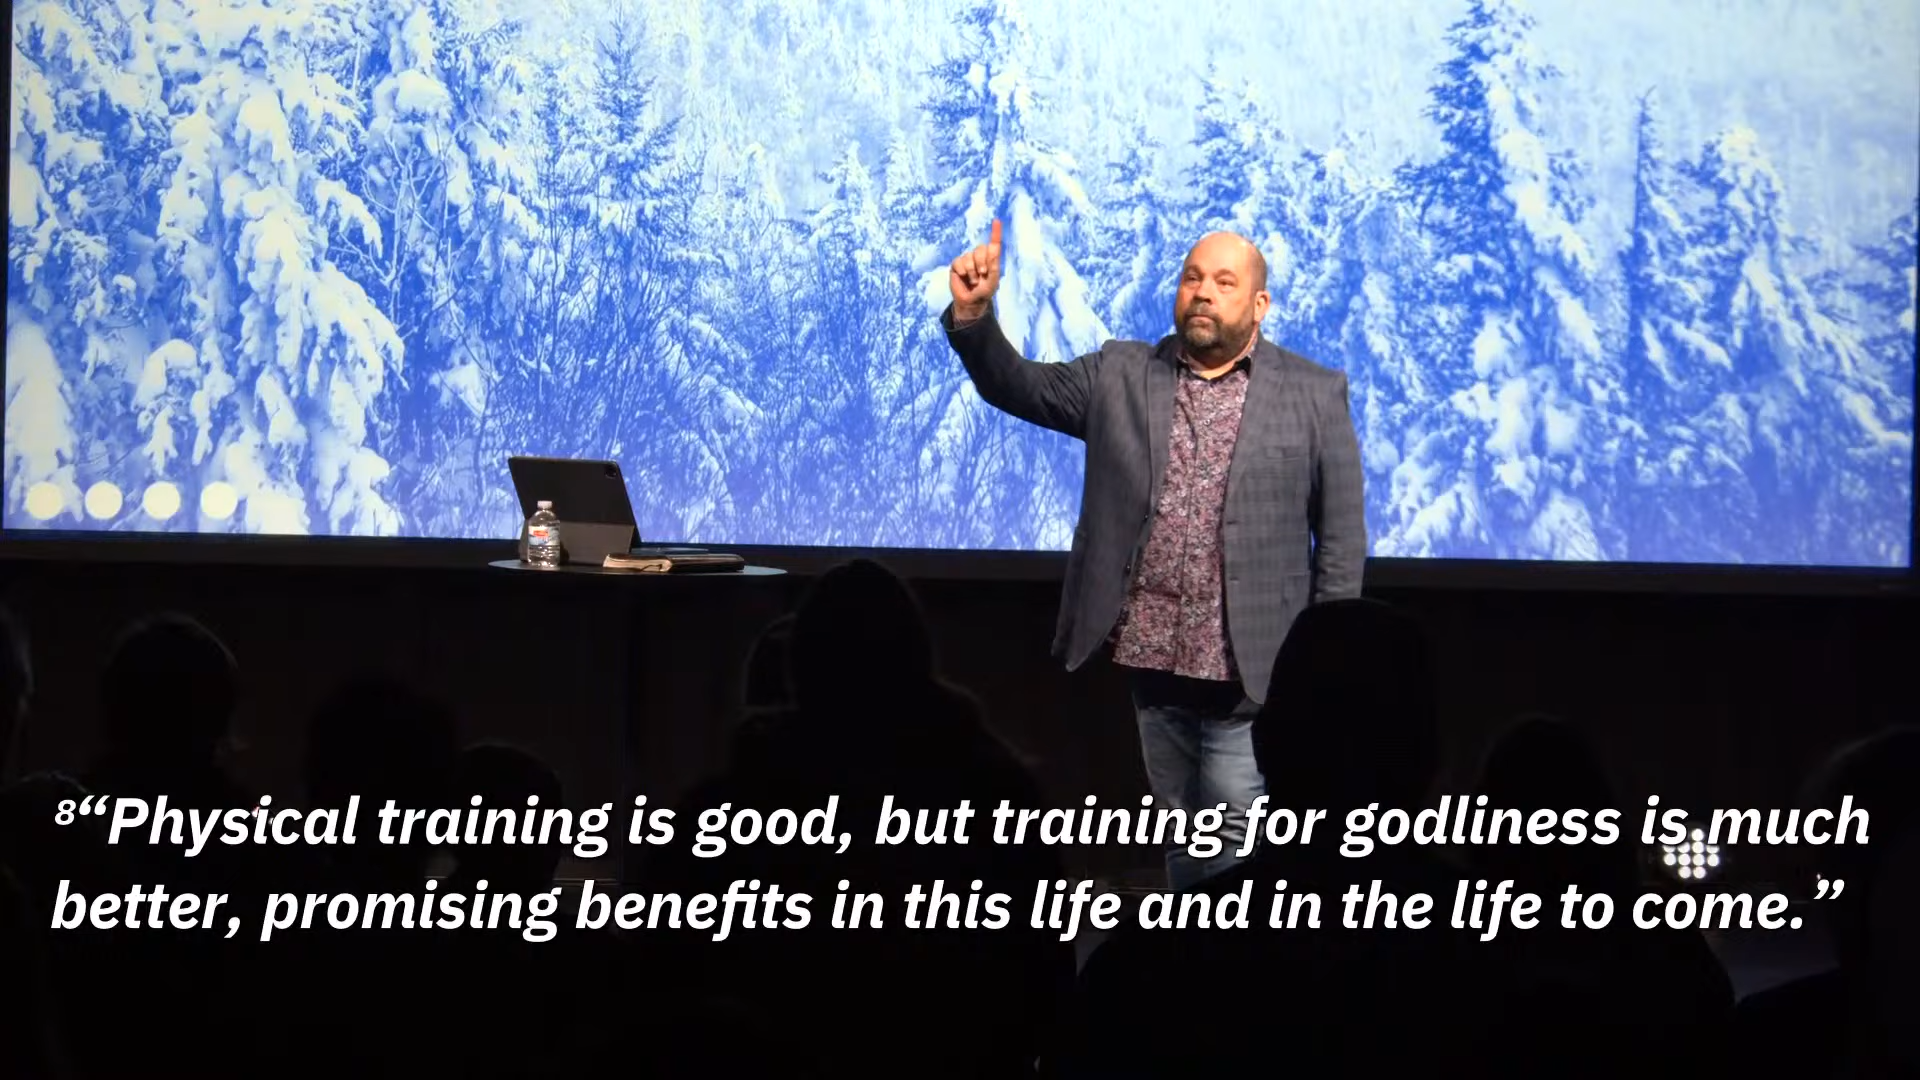 ⁸“Physical training is good, but training for godliness is much
better, promising benefits in this life and in the life to come.”